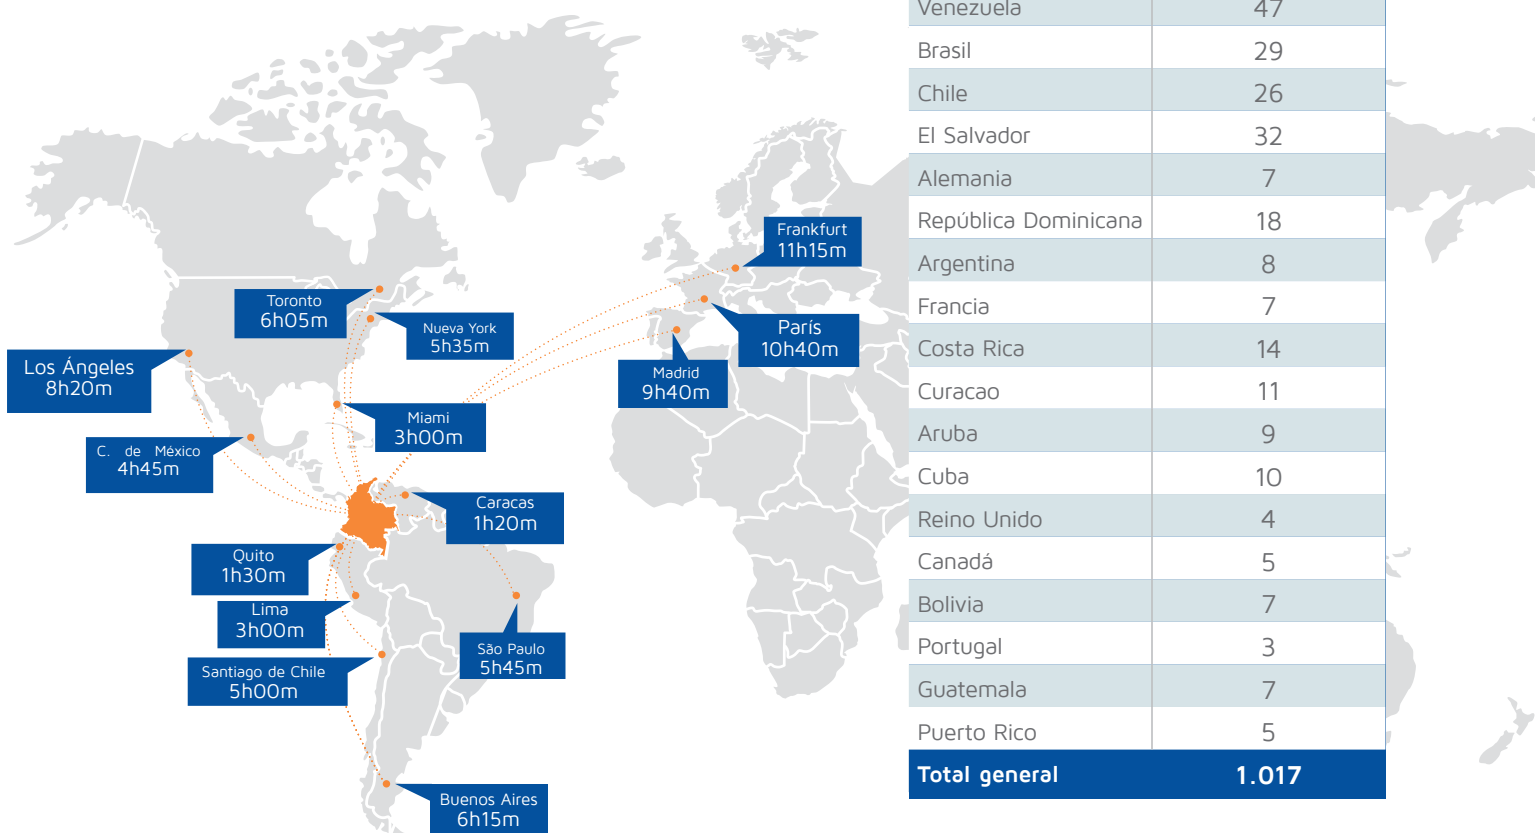 Frankfurt
11h15m
Toronto
6h05m
Nueva York
5h35m
París
10h40m
Los Ángeles
8h20m
Madrid
9h40m
Miami
3h00m
C. de México
4h45m
Caracas
1h20m
Quito
1h30m
Lima
3h00m
São Paulo
5h45m
Santiago de Chile
5h00m
Buenos Aires
6h15m
Venezuela 47
Brasil 29
Chile 26
El Salvador 32
Alemania 7
República Dominicana 18
Argentina 8
Francia 7
Costa Rica 14
Curacao 11
Aruba 9
Cuba 10
Reino Unido 4
Canadá 5
Bolivia 7
Portugal 3
Guatemala 7
Puerto Rico 5
Total general 1.017